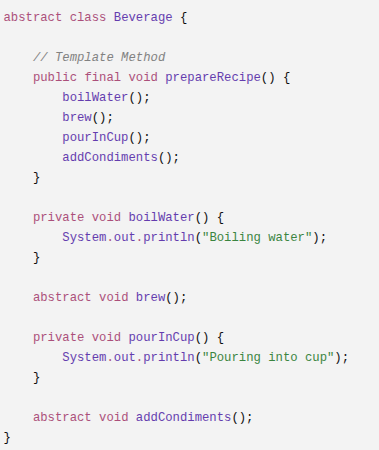 abstract class Beverage {

    // Template Method
    public final void prepareRecipe() {
        boilWater();
        brew();
        pourInCup();
        addCondiments();
    }

    private void boilWater() {
        System.out.println("Boiling water");
    }

    abstract void brew();

    private void pourInCup() {
        System.out.println("Pouring into cup");
    }

    abstract void addCondiments();
}